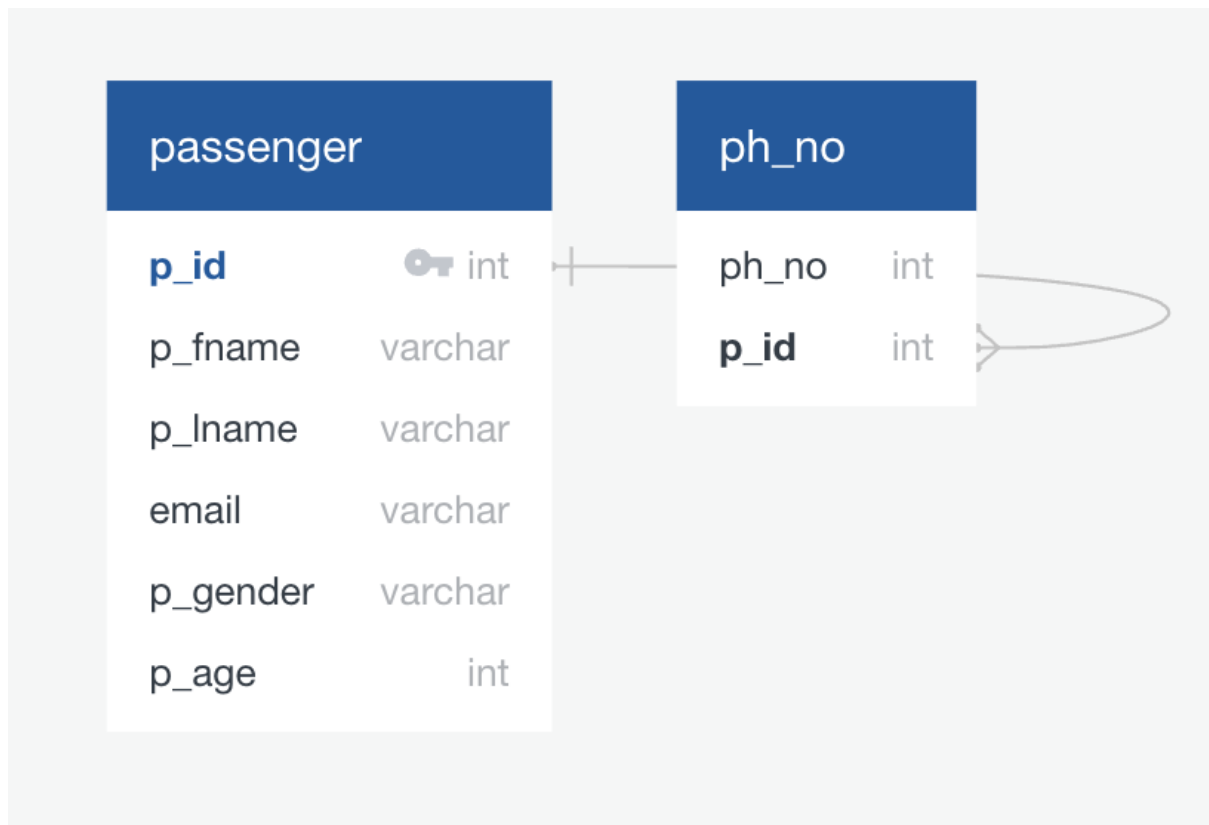 passenger
p_id int
p_fname varchar
p_lname varchar
email varchar
p_gender varchar
p_age int
ph_no
ph_no int
p_id int